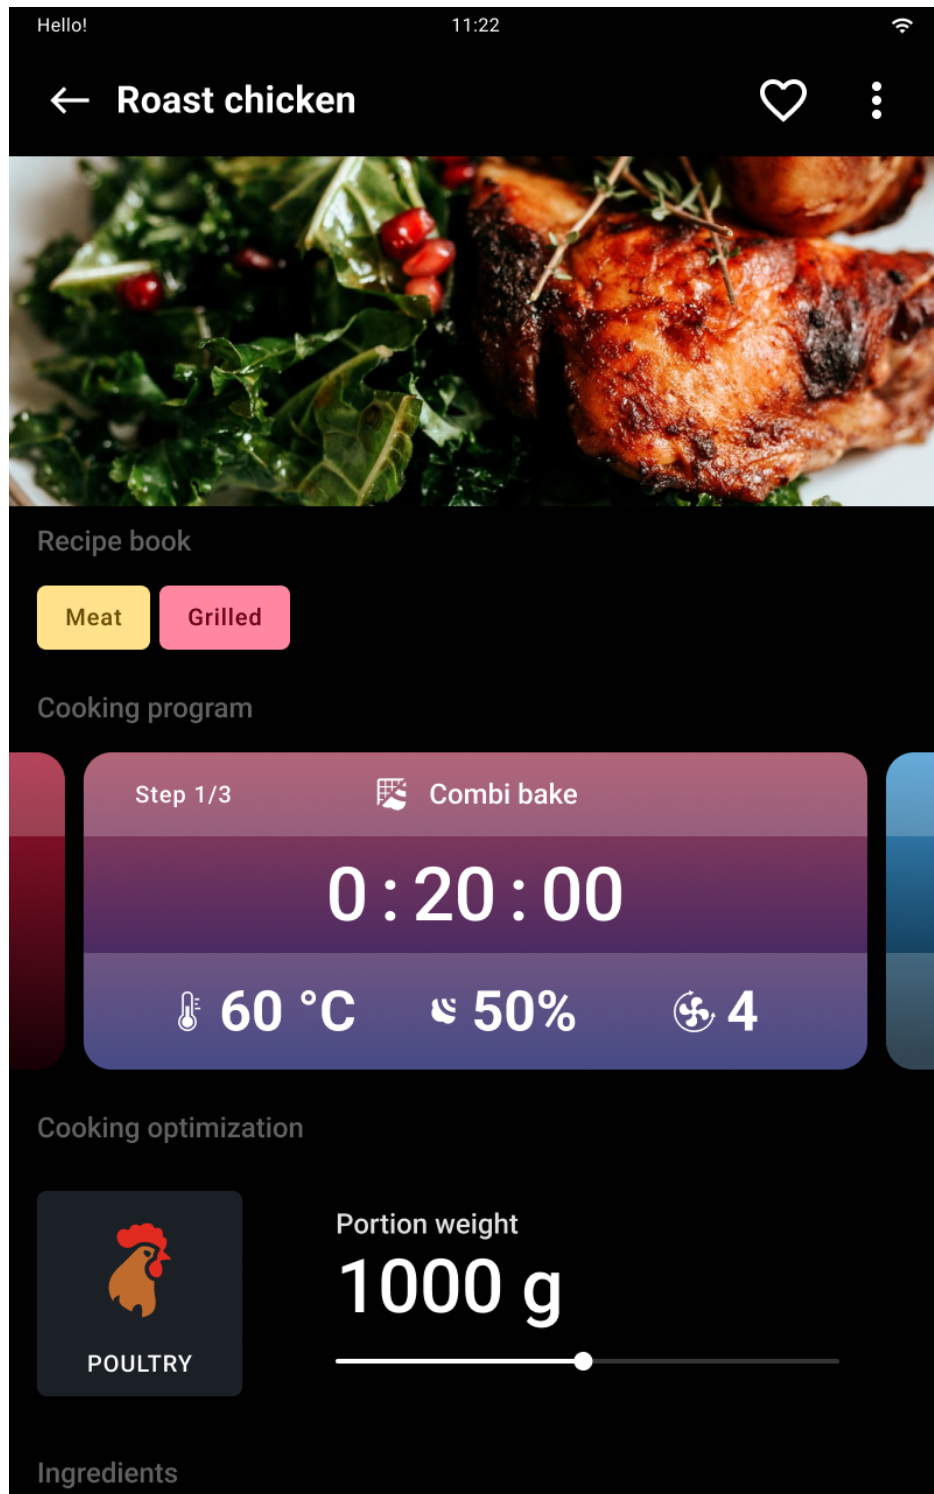 Hello! 11:22
Roast chicken
Recipe book
Meat Grilled
Cooking program
Step 1/3 Combi bake
0 : 20 : 00
60 °C 50% 4
Cooking optimization
Portion weight
1000 g
POULTRY
Ingredients